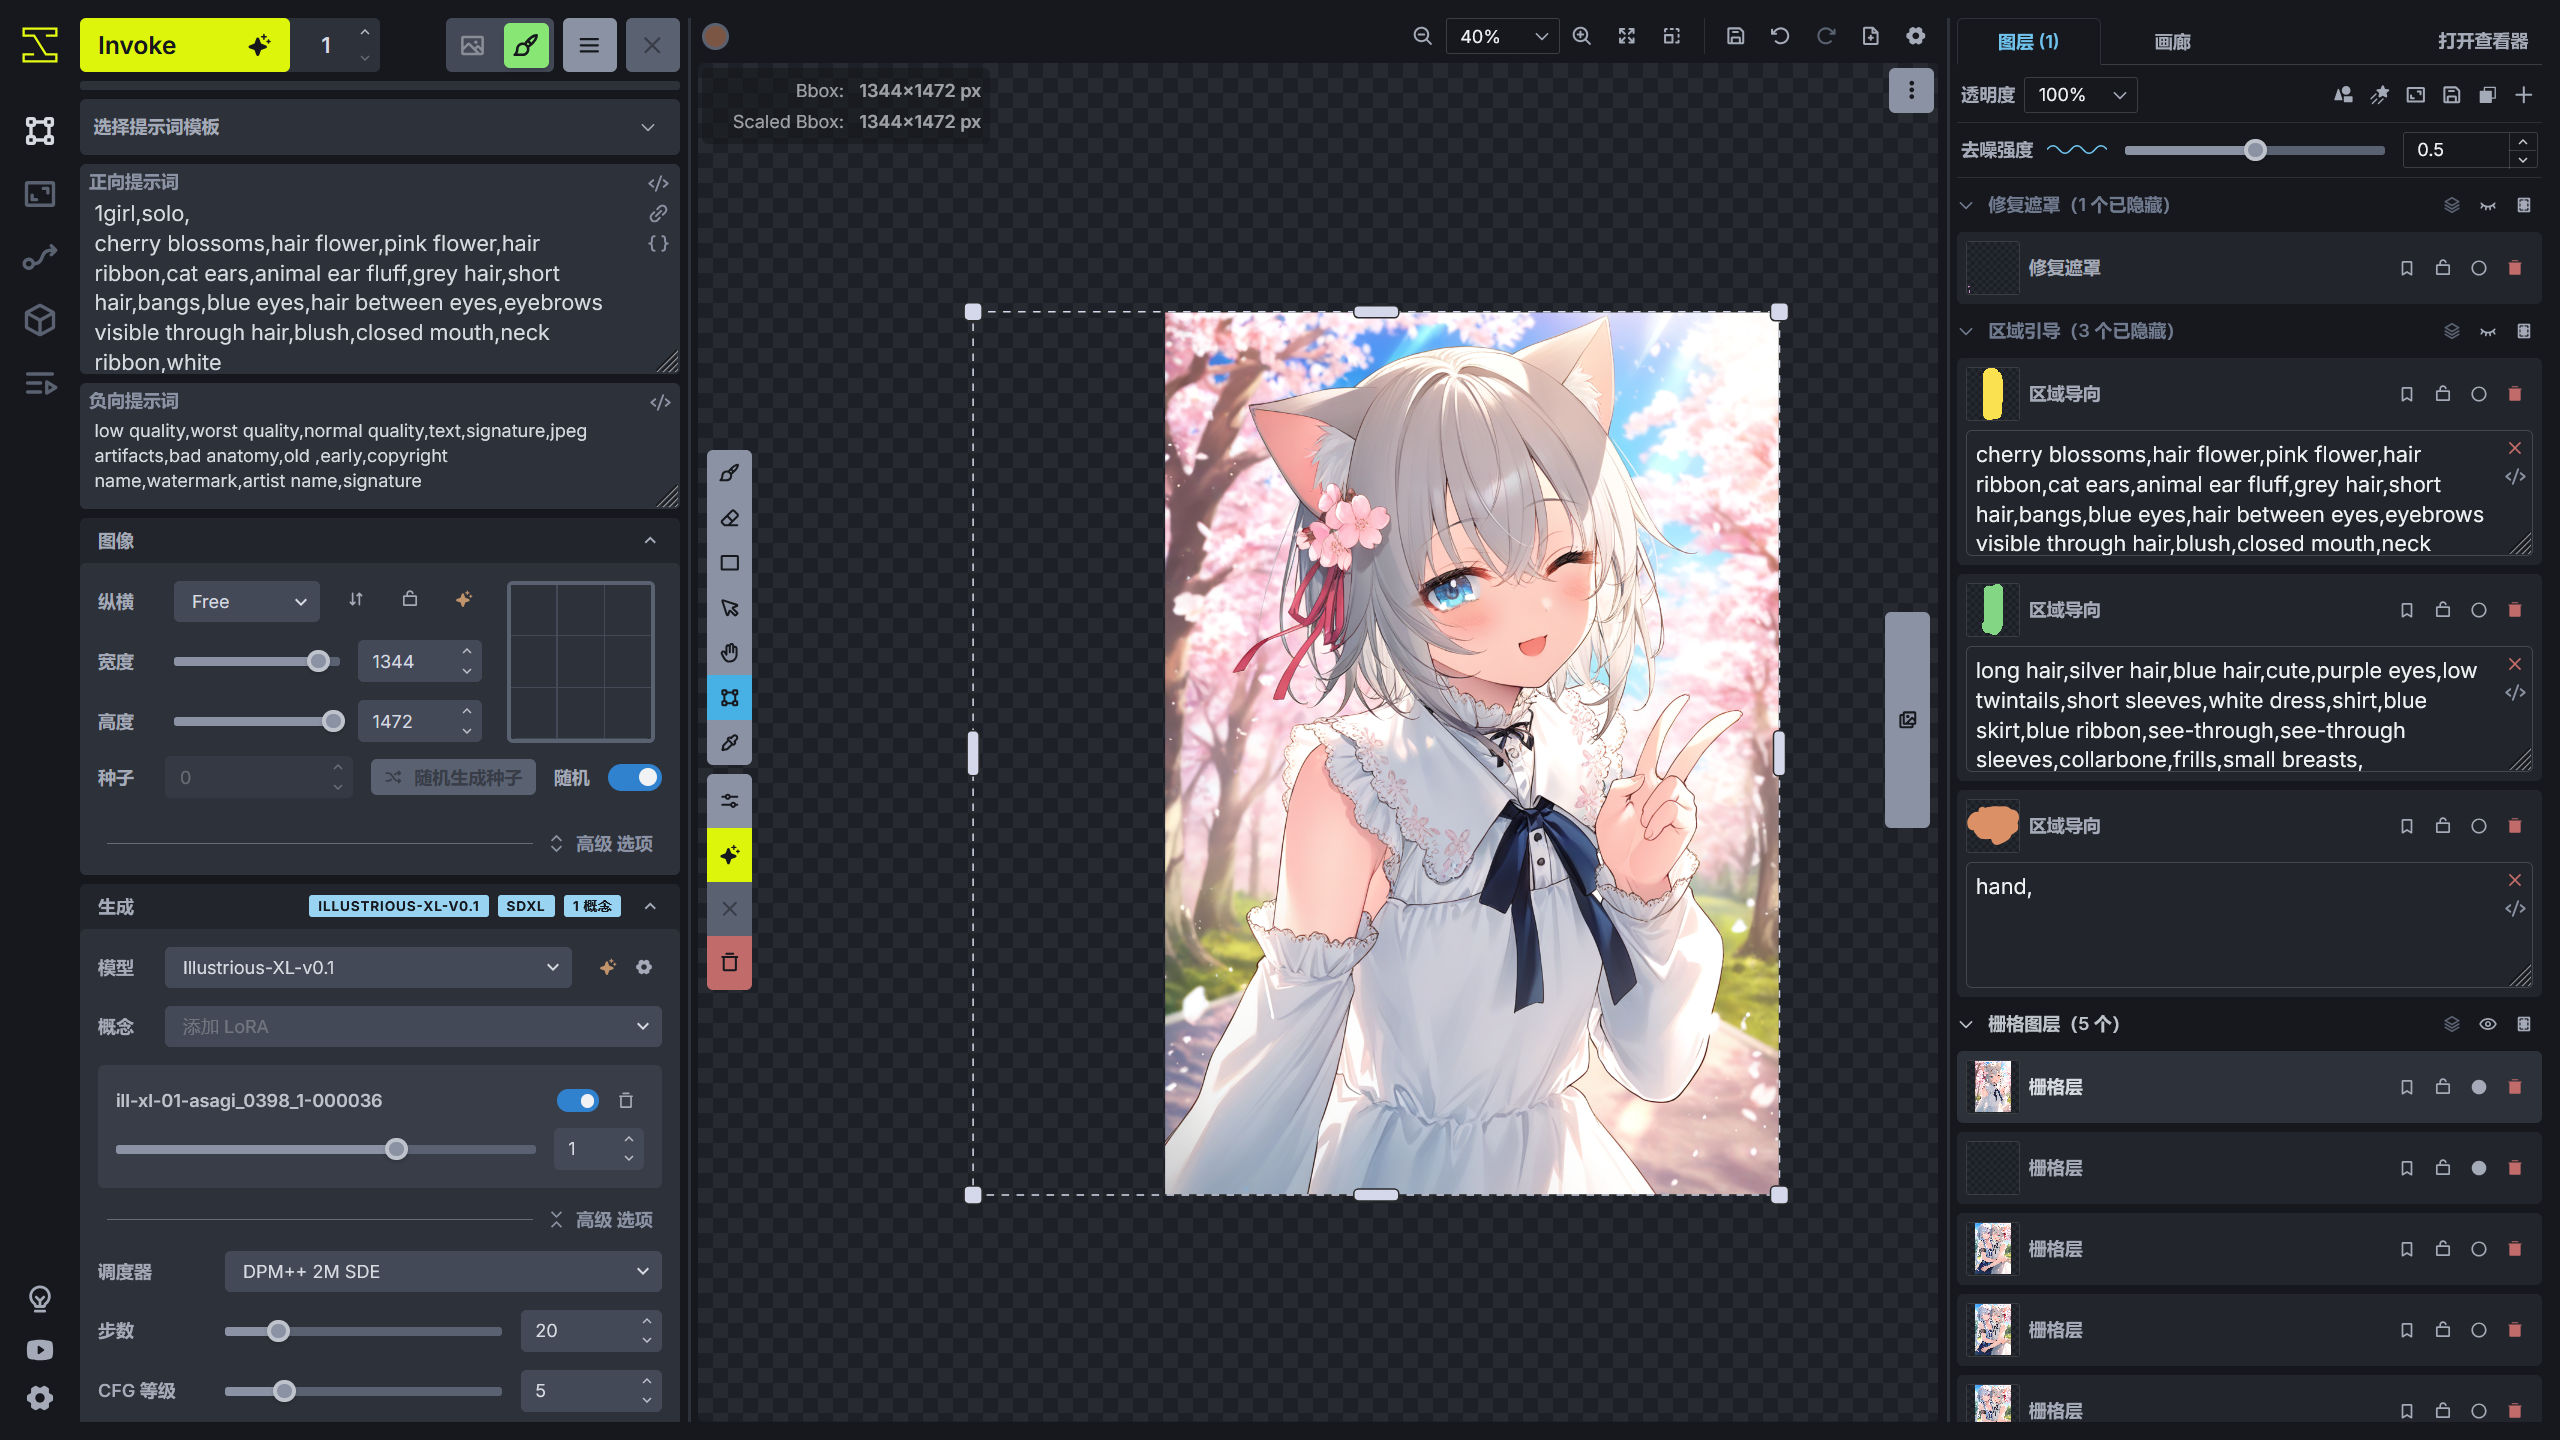 Invoke
1
选择提示词模板
正向提示词
1girl,solo,
cherry blossoms,hair flower,pink flower,hair
ribbon,cat ears,animal ear fluff,grey hair,short
hair,bangs,blue eyes,hair between eyes,eyebrows
visible through hair,blush,closed mouth,neck
ribbon,white
负向提示词
low quality,worst quality,normal quality,text,signature,jpeg
artifacts,bad anatomy,old ,early,copyright
name,watermark,artist name,signature
图像
纵横
Free
宽度
1344
高度
1472
种子
0
随机生成种子
随机
高级 选项
生成
ILLUSTRIOUS-XL-V0.1
SDXL
1 概念
模型
Illustrious-XL-v0.1
概念
添加 LoRA
ill-xl-01-asagi_0398_1-000036
1
高级 选项
调度器
DPM++ 2M SDE
步数
20
CFG 等级
5
40%
Bbox: 1344×1472 px
Scaled Bbox: 1344×1472 px
图层 (1)
画廊
打开查看器
透明度
100%
去噪强度
0.5
修复遮罩（1 个已隐藏）
修复遮罩
区域引导（3 个已隐藏）
区域导向
cherry blossoms,hair flower,pink flower,hair
ribbon,cat ears,animal ear fluff,grey hair,short
hair,bangs,blue eyes,hair between eyes,eyebrows
visible through hair,blush,closed mouth,neck
区域导向
long hair,silver hair,blue hair,cute,purple eyes,low
twintails,short sleeves,white dress,shirt,blue
skirt,blue ribbon,see-through,see-through
sleeves,collarbone,frills,small breasts,
区域导向
hand,
栅格图层（5 个）
栅格层
栅格层
栅格层
栅格层
栅格层